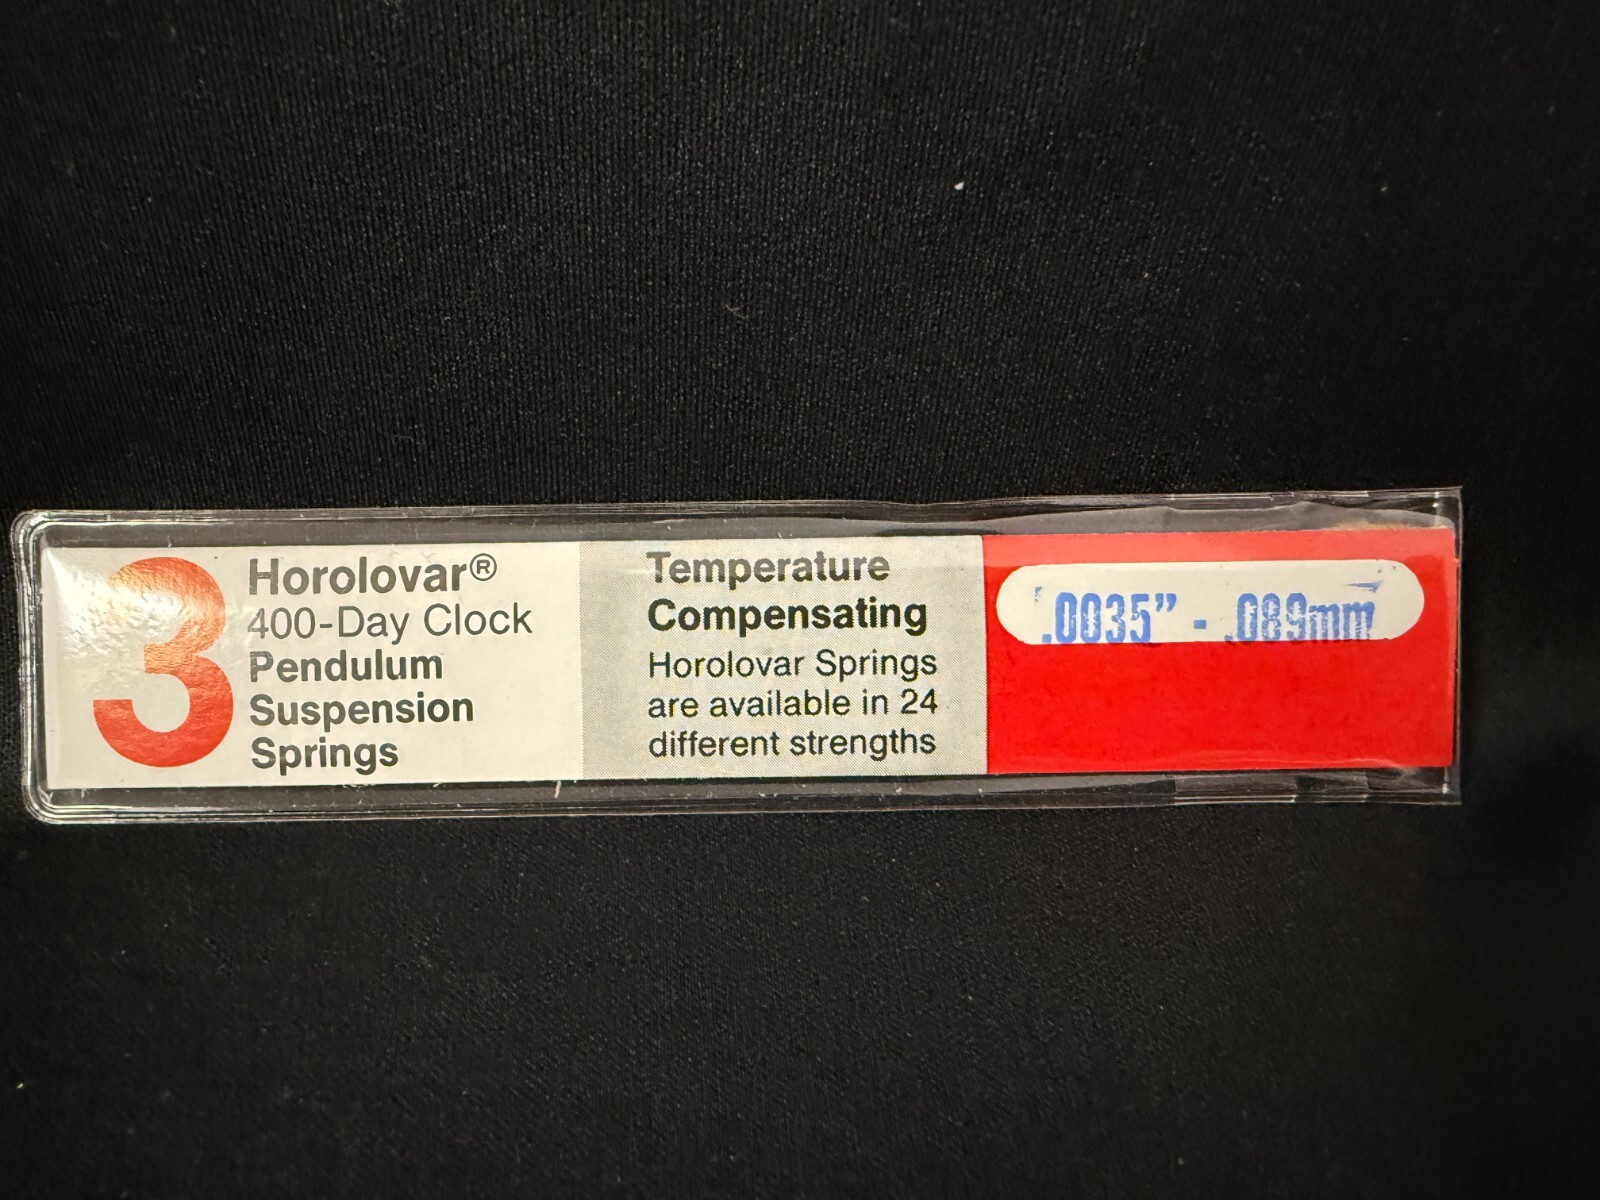 3
Horolovar®
400-Day Clock
Pendulum
Suspension
Springs
Temperature
Compensating
Horolovar Springs
are available in 24
different strengths
.0035” - .089mm